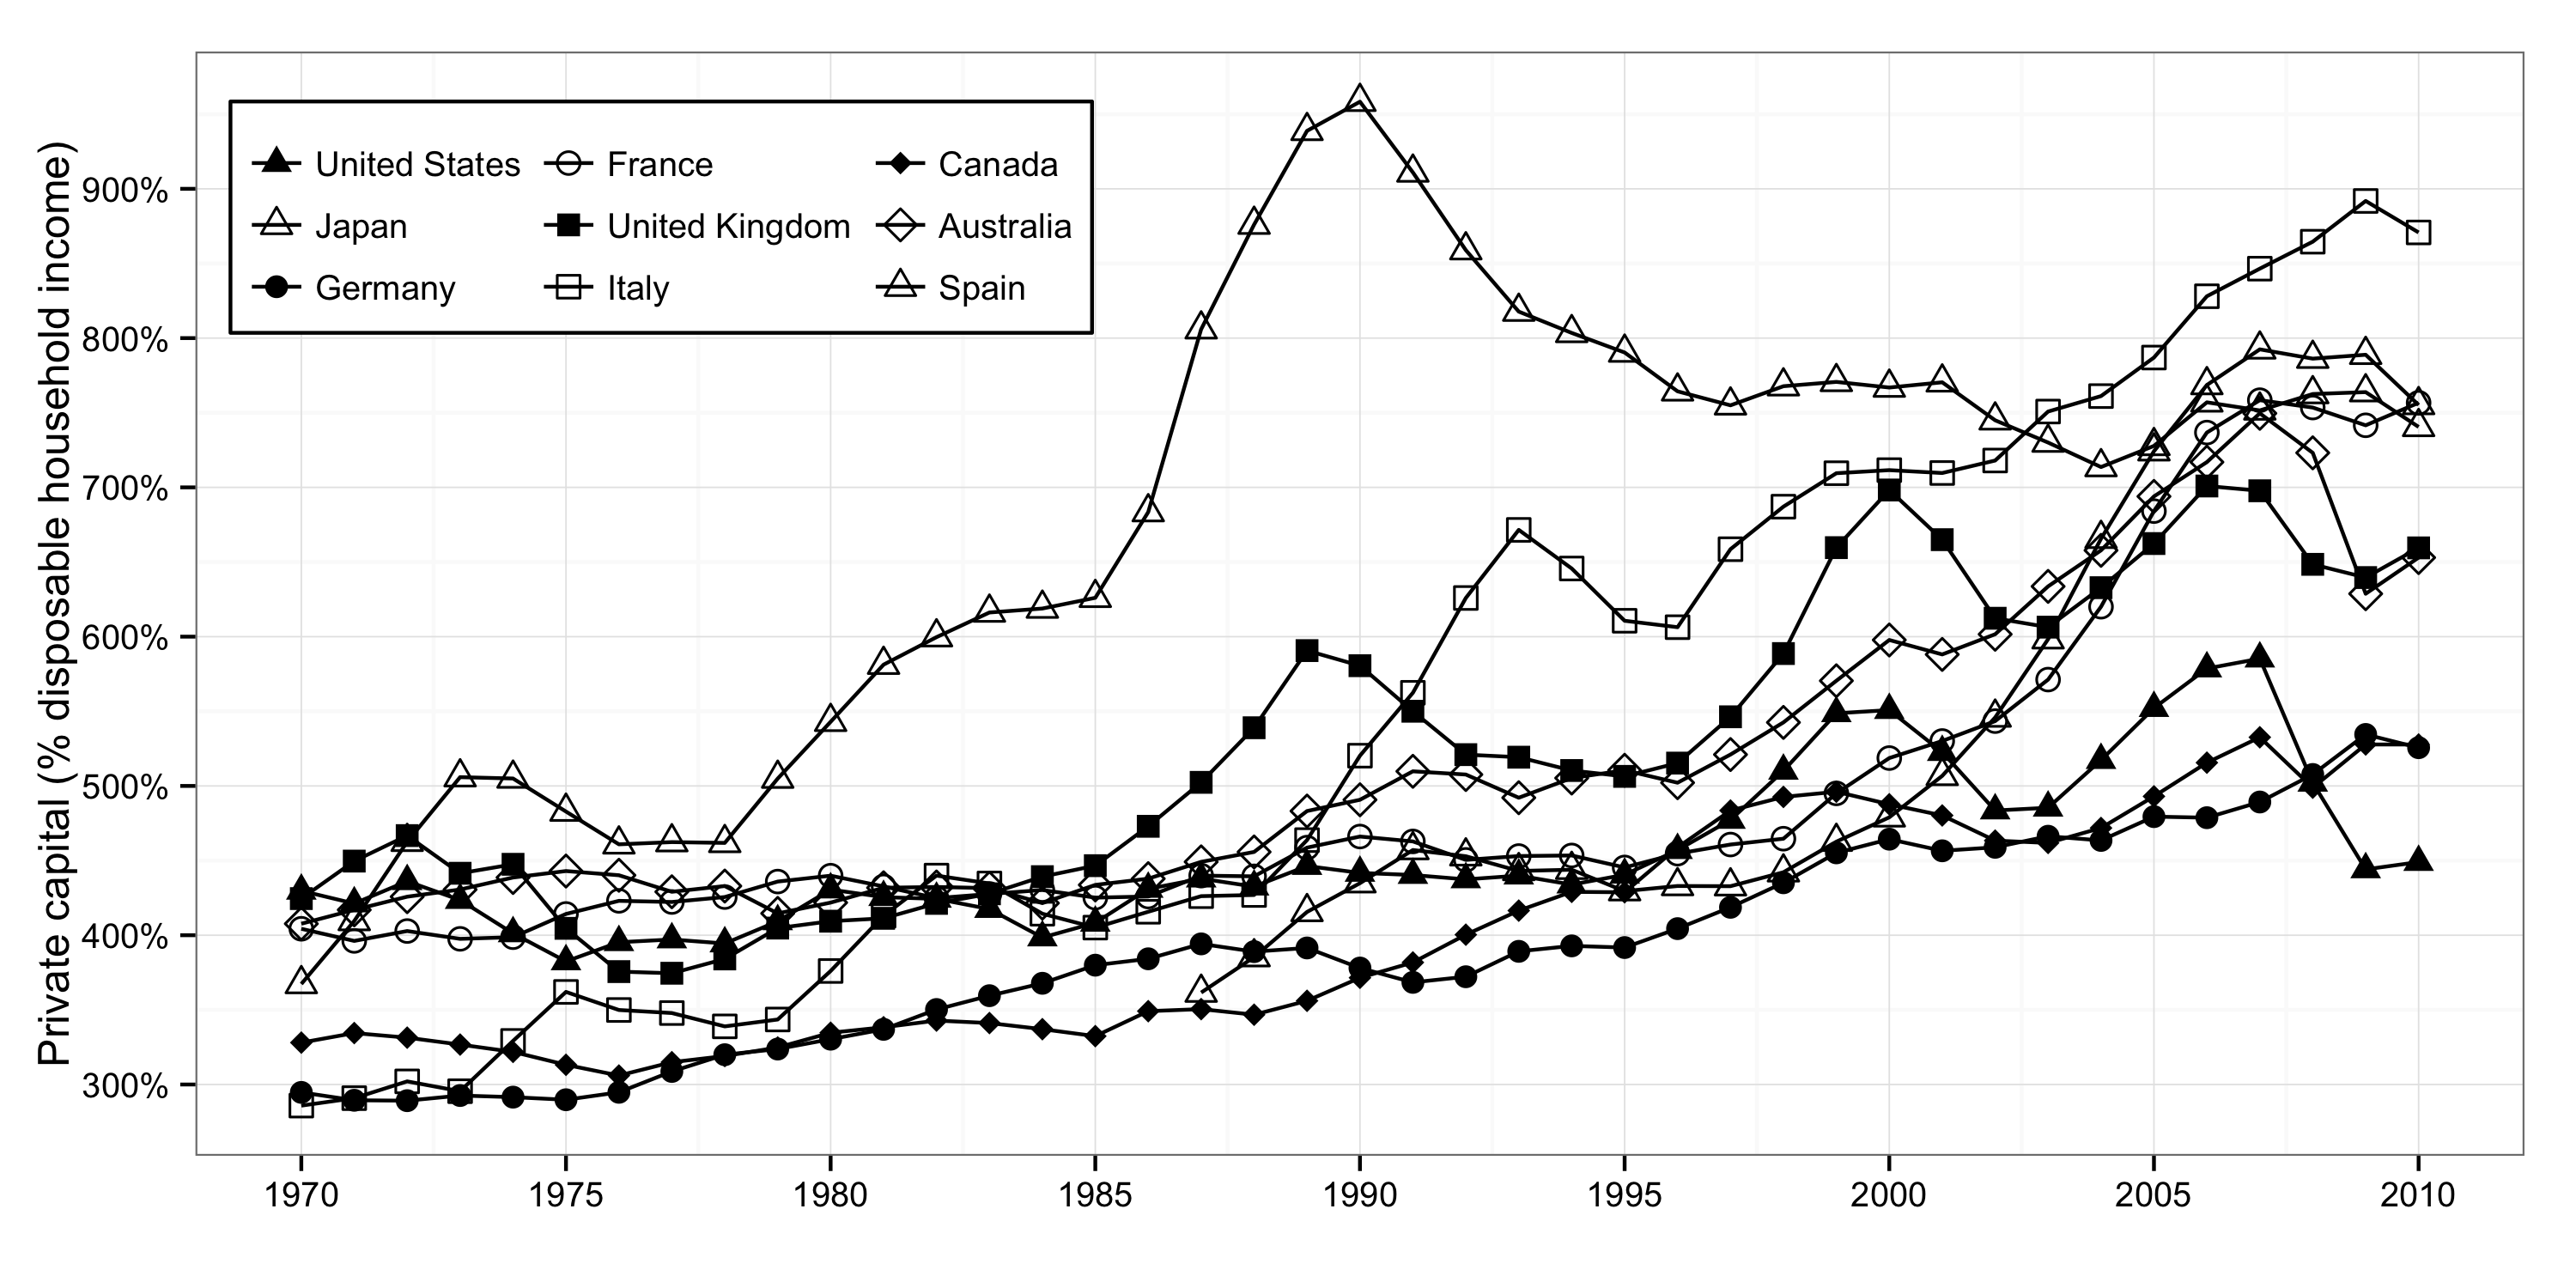 Private capital (% disposable household income)
United States France Canada
Japan United Kingdom Australia
Germany Italy Spain
900%
800%
700%
600%
500%
400%
300%
1970 1975 1980 1985 1990 1995 2000 2005 2010